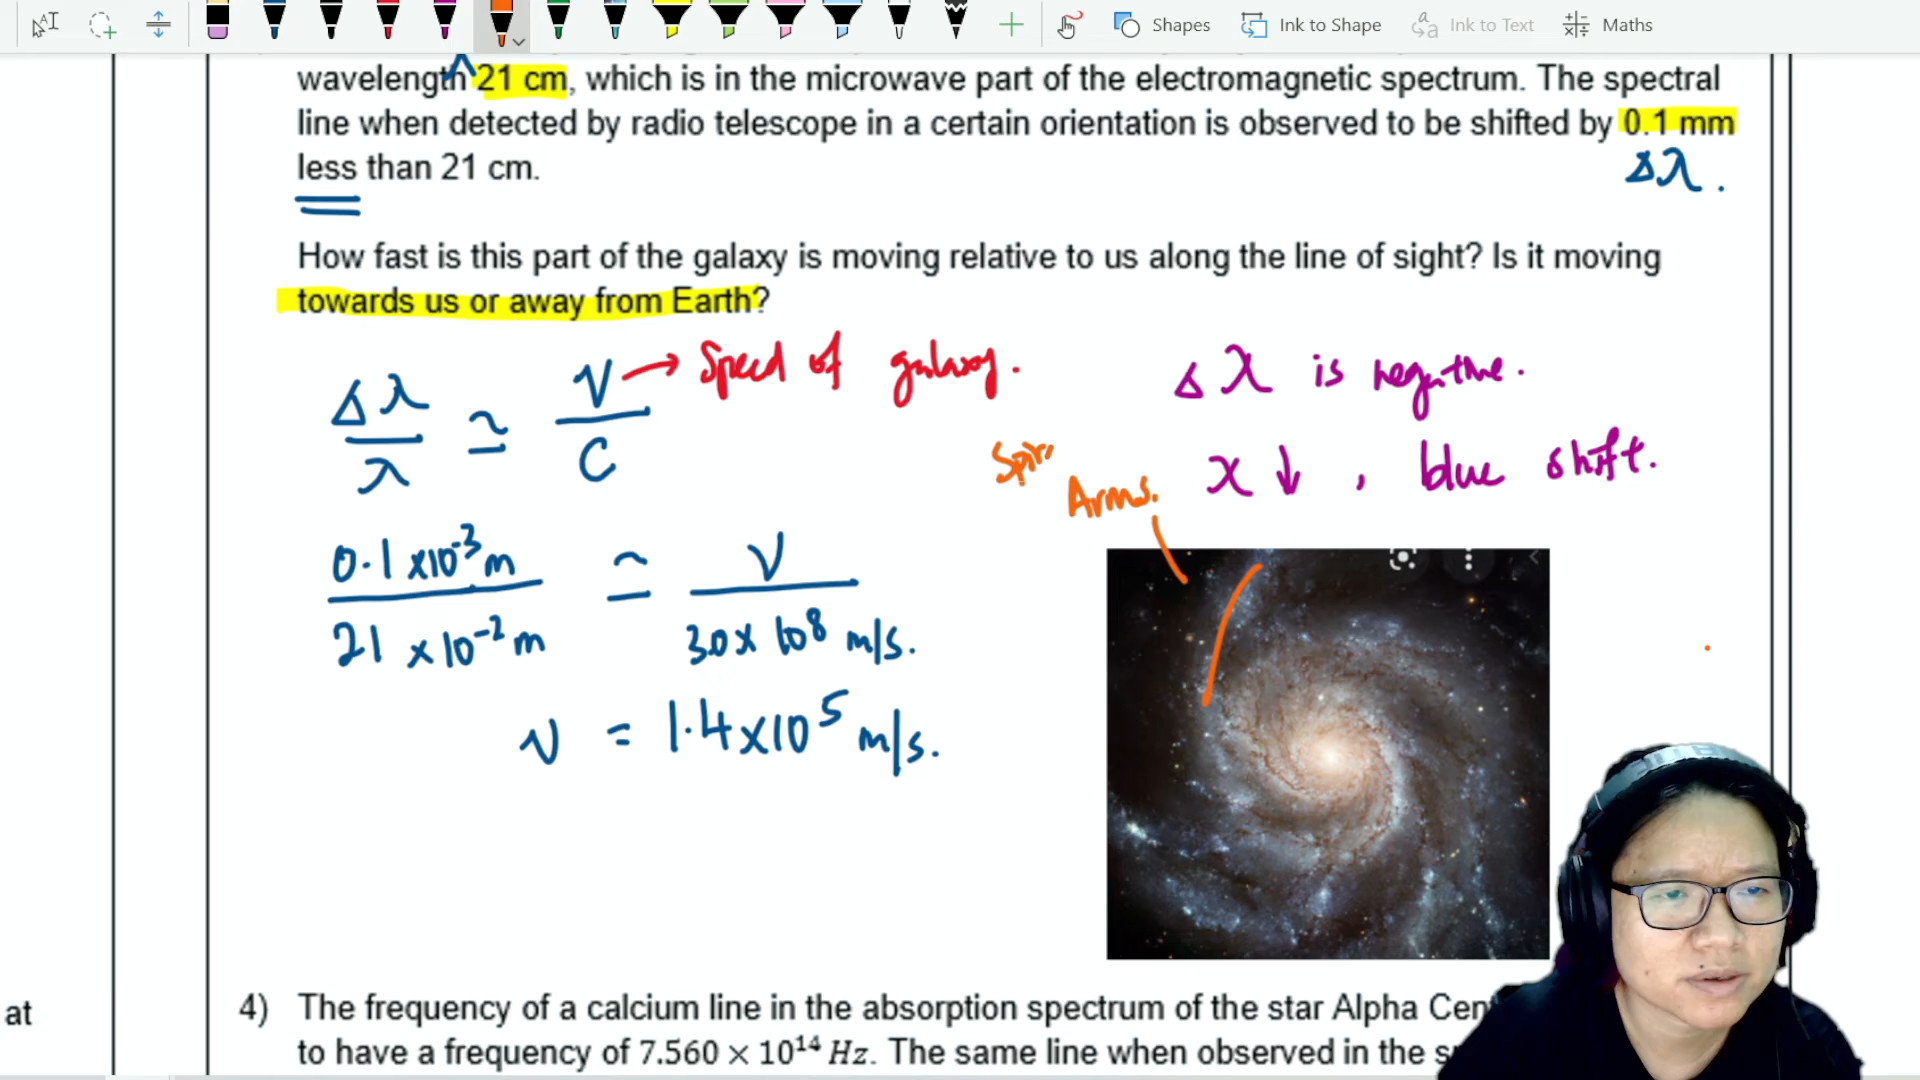 Shapes Ink to Shape Ink to Text Maths
wavelength 21 cm, which is in the microwave part of the electromagnetic spectrum. The spectral
line when detected by radio telescope in a certain orientation is observed to be shifted by 0.1 mm
less than 21 cm.
Δλ.
How fast is this part of the galaxy is moving relative to us along the line of sight? Is it moving
towards us or away from Earth?
Δλ/λ ≃ v/c → Speed of galaxy.
Δλ is negative.
λ ↓, blue shift.
Spir
Arms.
0.1 x10⁻³ m / 21 x 10⁻² m ≃ v / 3.0 x 10⁸ m/s.
v = 1.4x10⁵ m/s.
at
4) The frequency of a calcium line in the absorption spectrum of the star Alpha Cen
to have a frequency of 7.560 × 10¹⁴ Hz. The same line when observed in the s